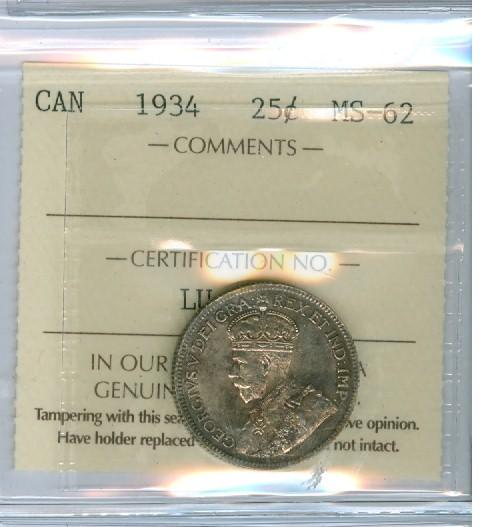 CAN 1934 25¢ MS-62
— COMMENTS —
— CERTIFICATION NO. —
LU
IN OUR
GENUIN
Tampering with this sea ve opinion.
Have holder replaced not intact.
GEORGIVS V DEI GRA: REX ET IND: IMP: